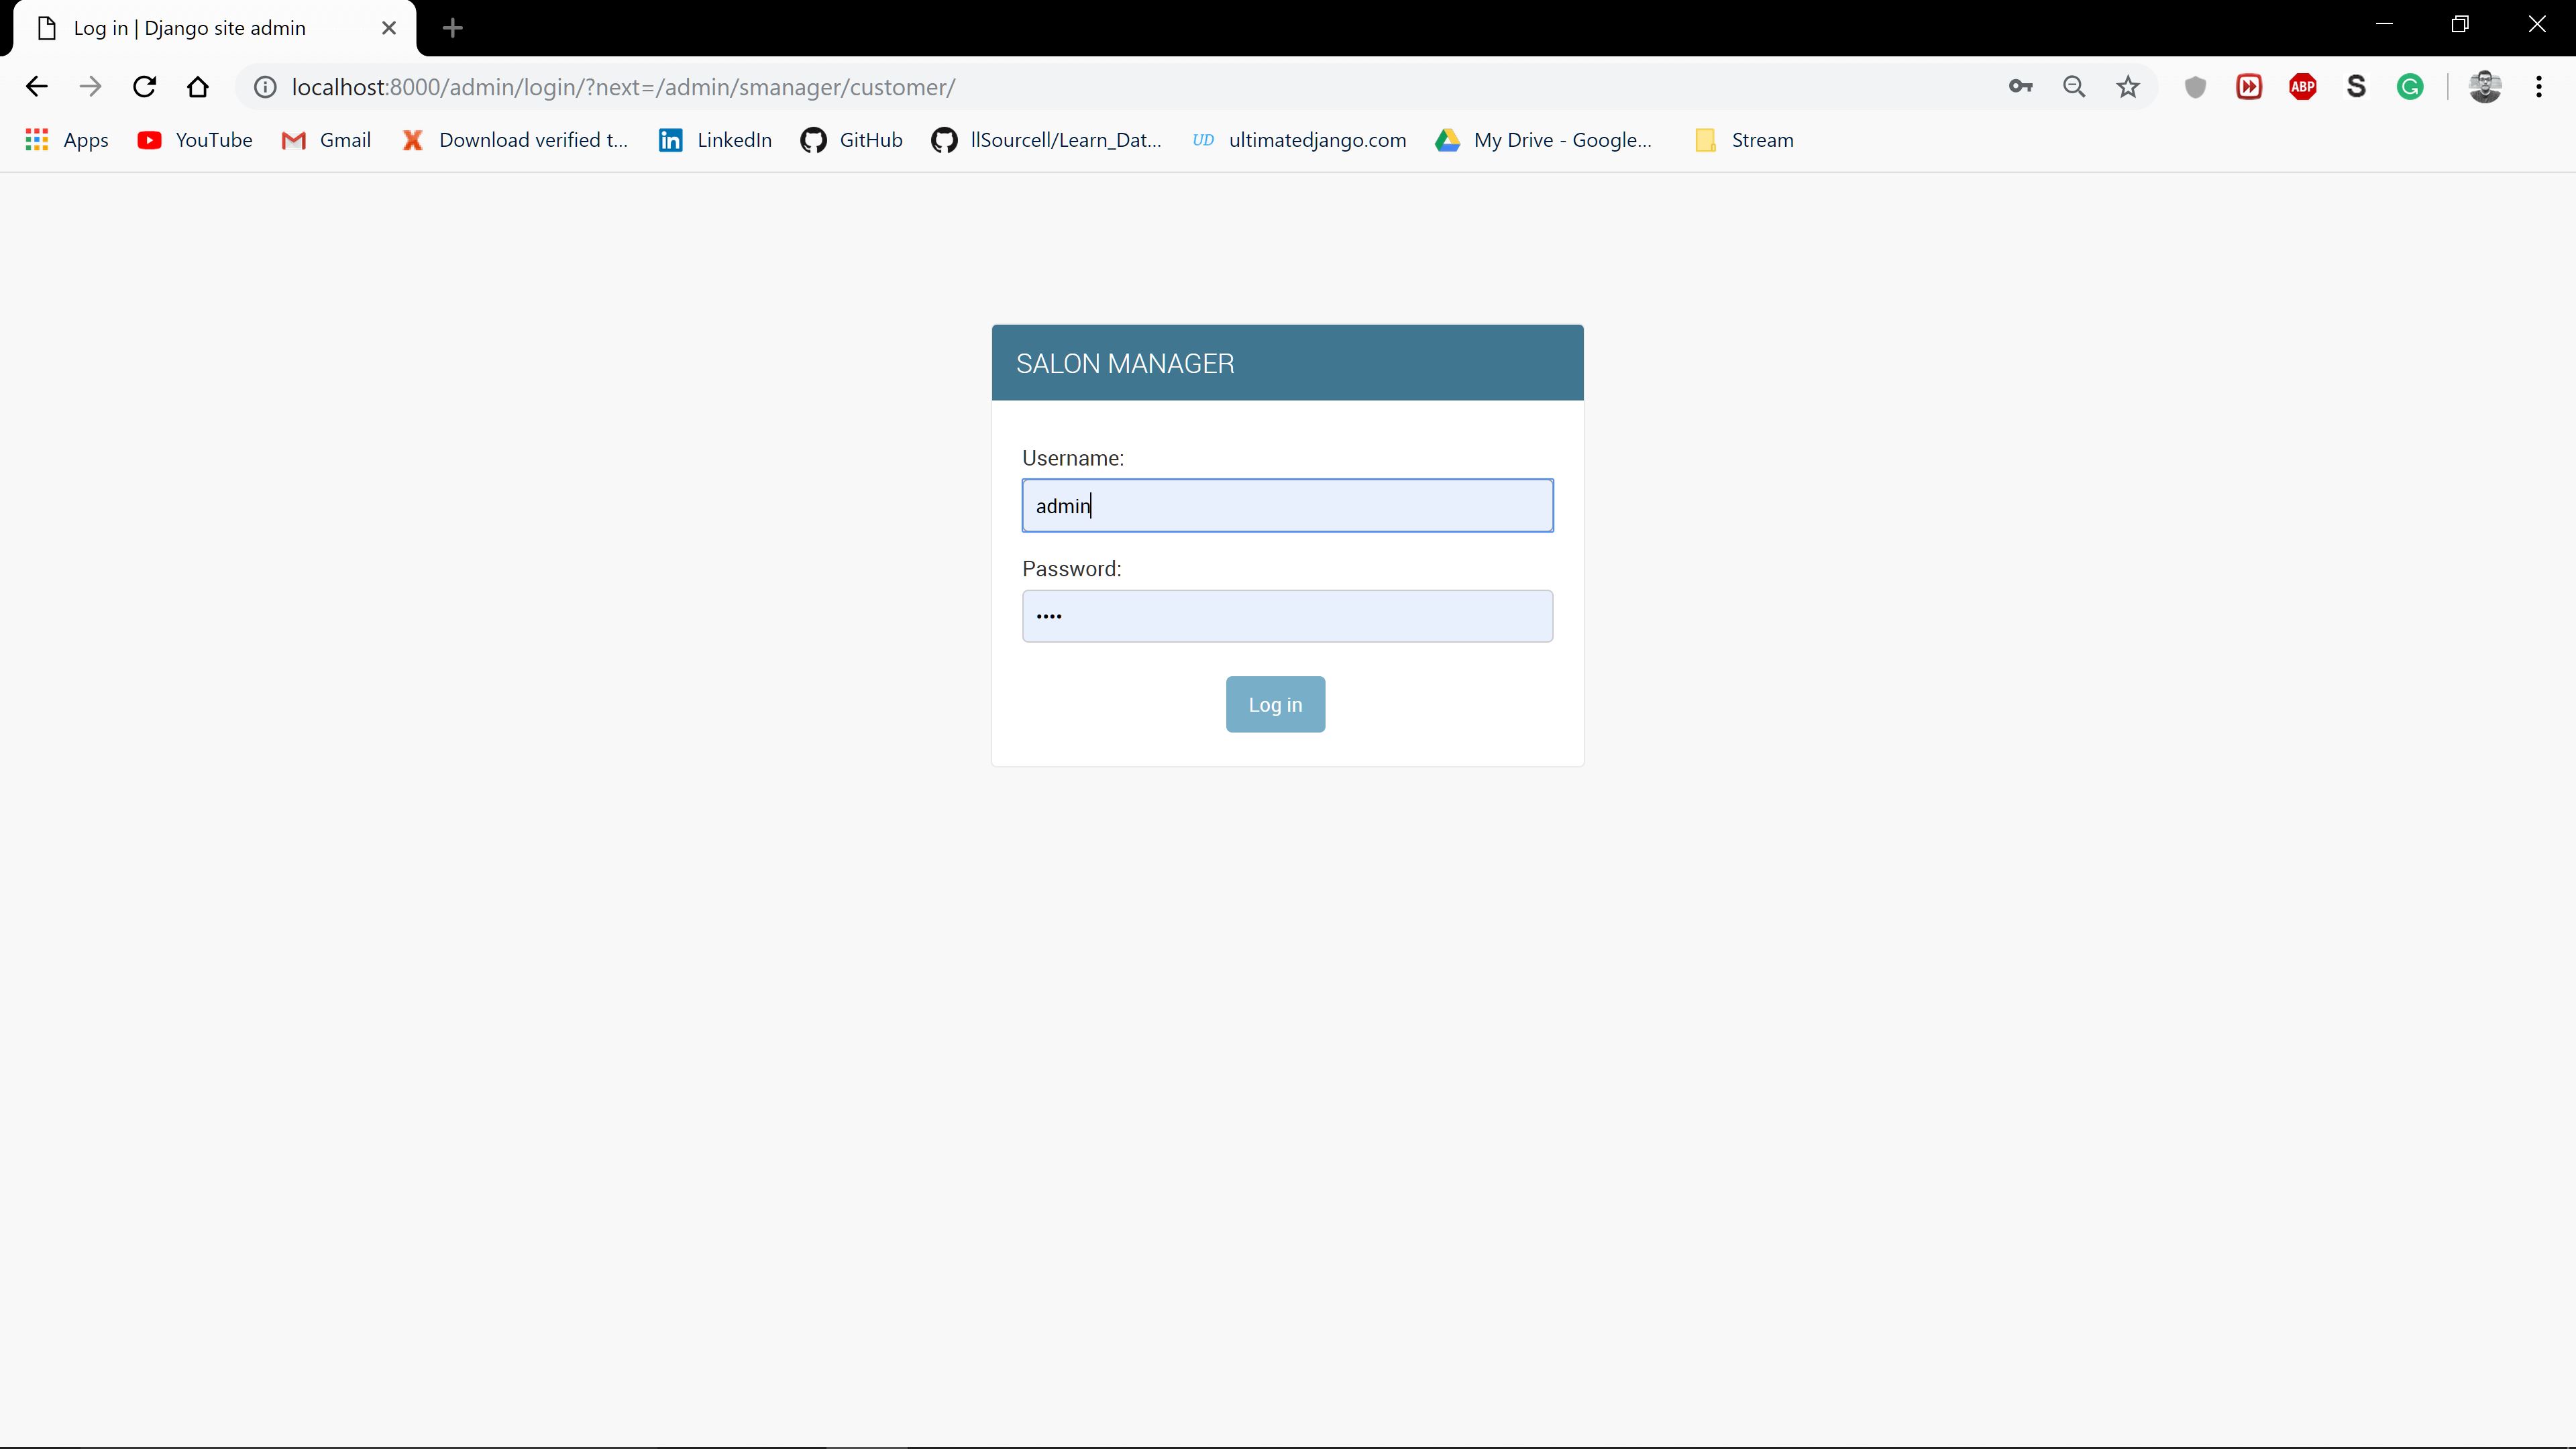 Log in | Django site admin
localhost:8000/admin/login/?next=/admin/smanager/customer/
ABP
S
G
Apps
YouTube
Gmail
Download verified t...
LinkedIn
GitHub
llSourcell/Learn_Dat...
UD
ultimatedjango.com
My Drive - Google...
Stream
SALON MANAGER
Username:
admin
Password:
••••
Log in